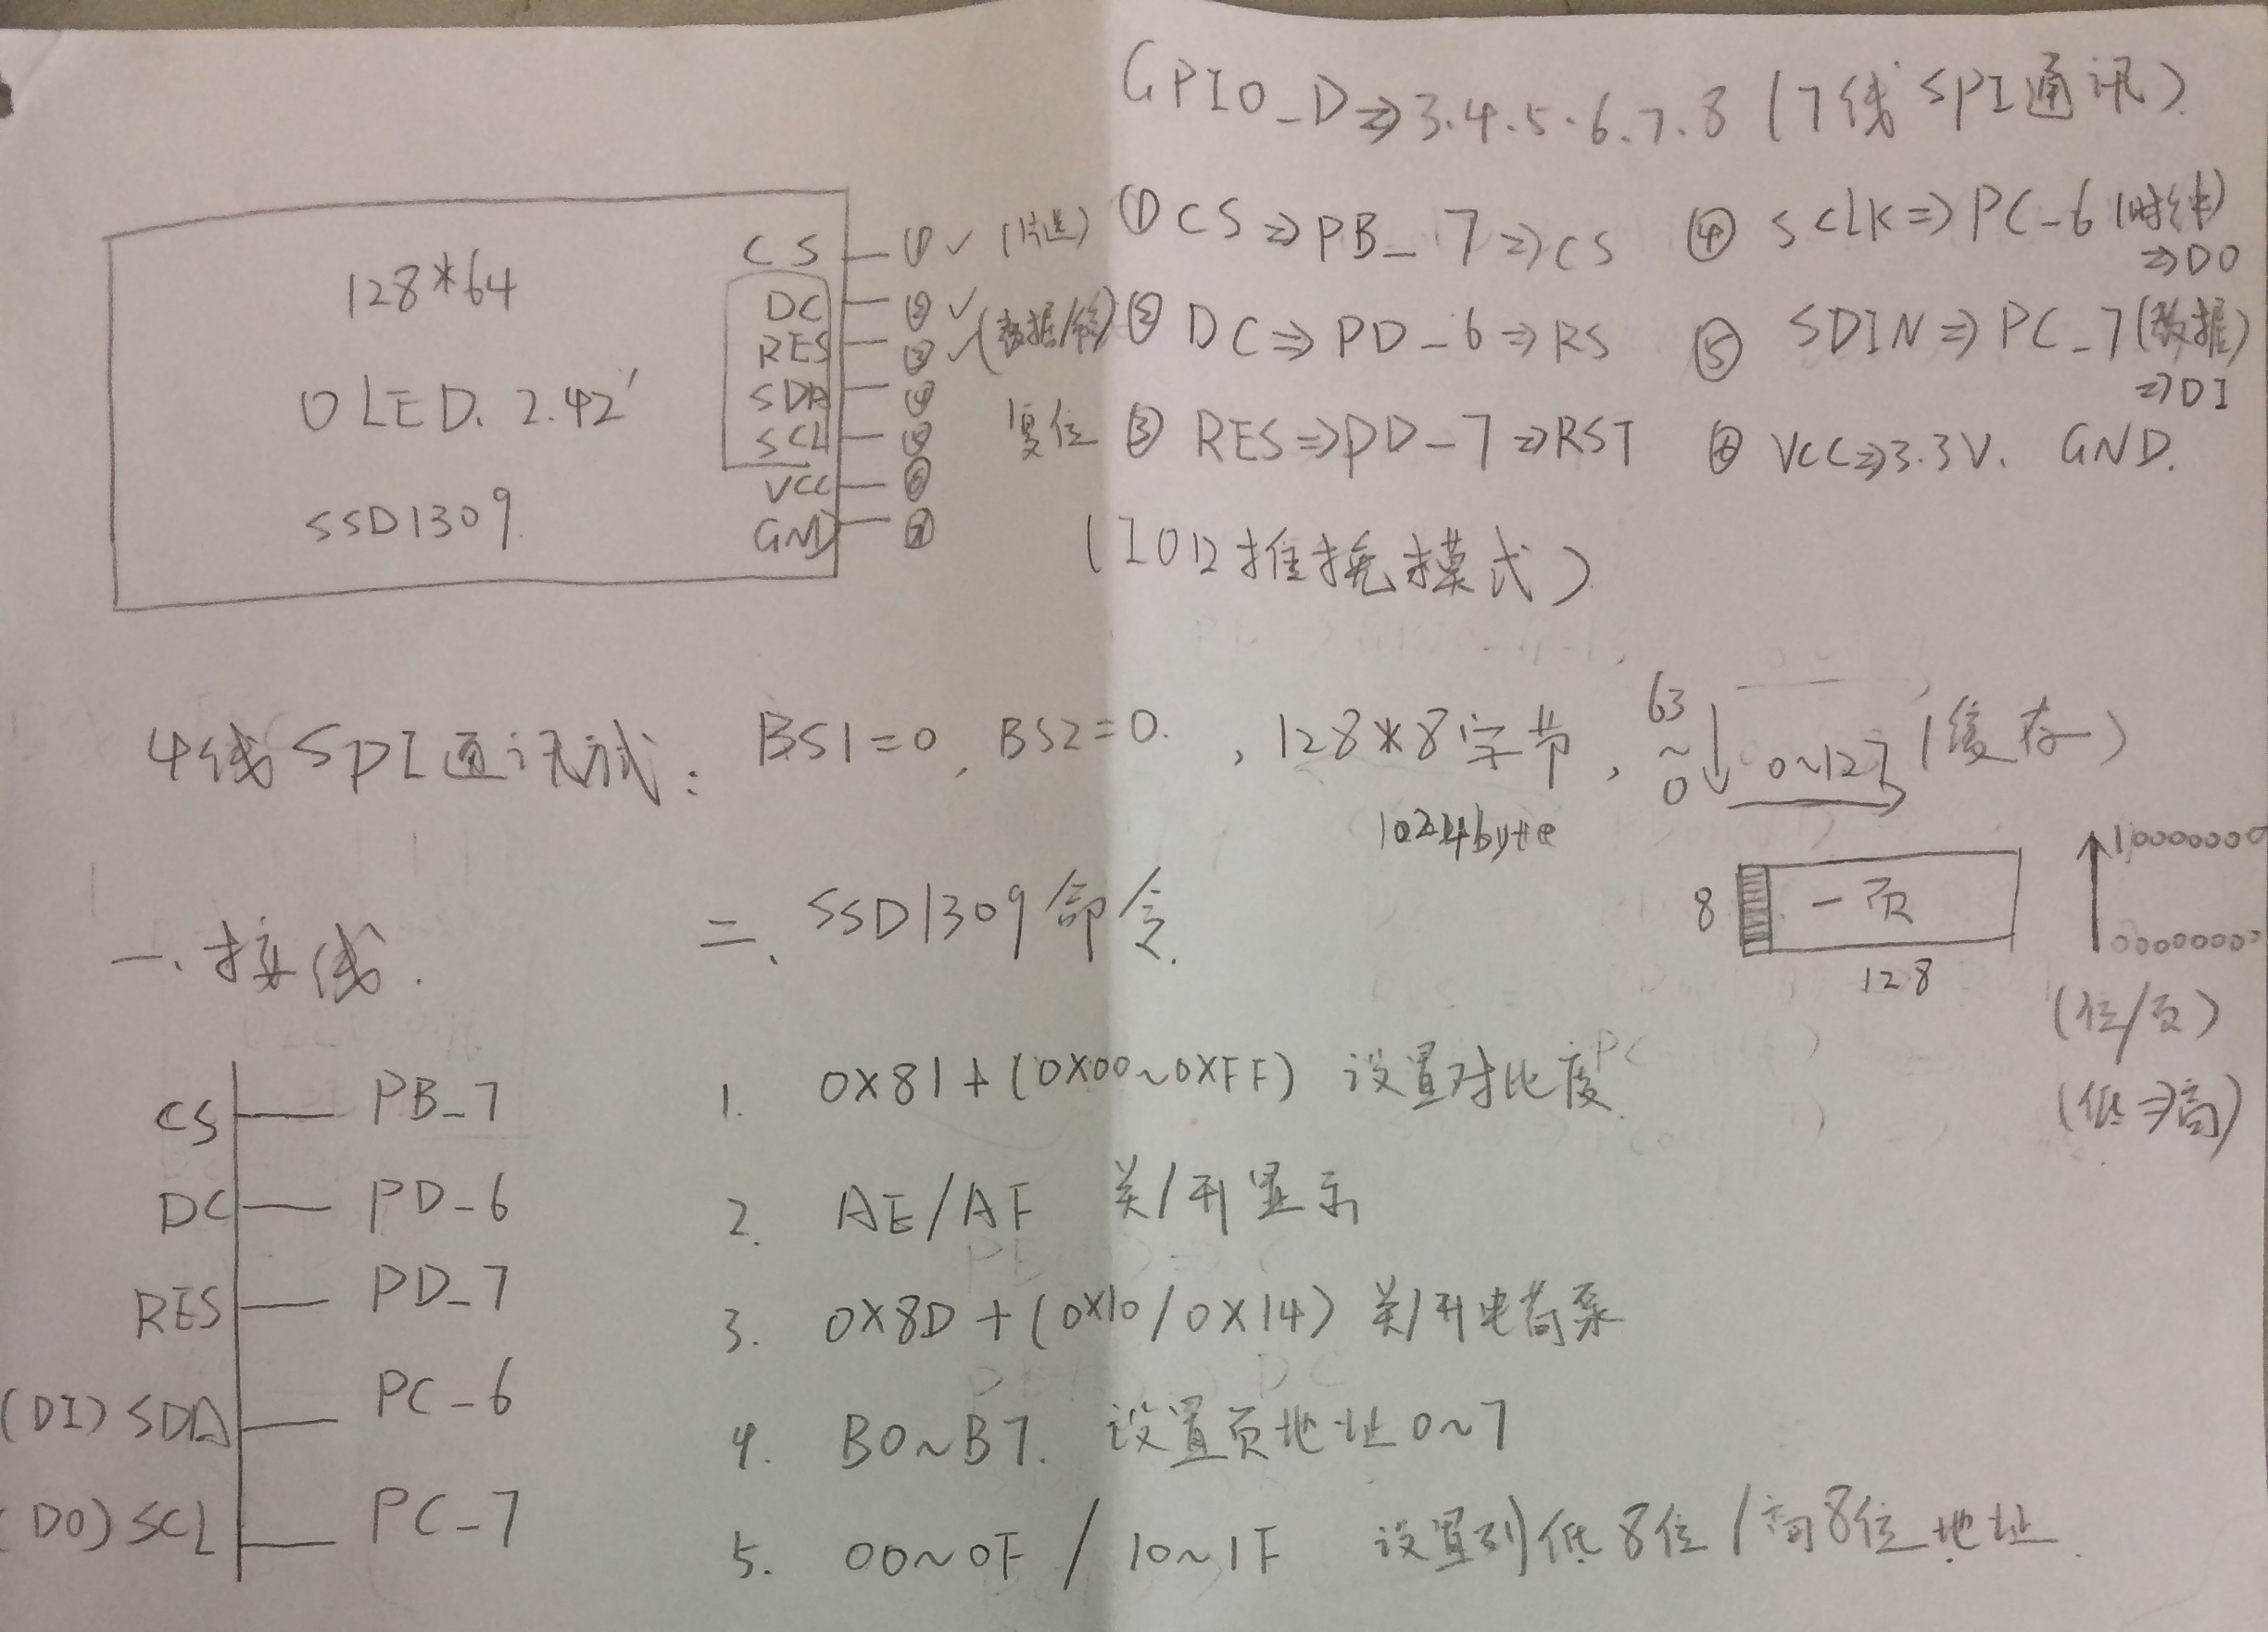 GPIO_D⇒3.4.5.6.7.8 (7线SPI通讯)
128*64
OLED. 2.42'
SSD1309.
CS ① ✓ (片选)
DC ② ✓ (数据/命令)
RES ③ ✓ 复位
SDA ④
SCL ⑤
VCC ⑥
GND ⑦
① CS⇒PB_7⇒CS
② DC⇒PD_6⇒RS
③ RES⇒PD_7⇒RST
④ SCLK⇒PC_6 (时钟)
⇒D0
⑤ SDIN⇒PC_7 (数据)
⇒DI
⑥ VCC⇒3.3V. GND.
(IO口推挽模式)
4线SPI通讯试: BS1=0, BS2=0. , 128*8字节, 63~0↓ 0~127 (缓存)
1024byte
8 一页
128
↑10000000
00000000
(位/页)
(低⇒高)
一、接线.
CS — PB_7
DC — PD_6
RES — PD_7
(DI) SDA — PC_6
(D0) SCL — PC_7
二、SSD1309命令.
1. 0X81+(0X00~0XFF) 设置对比度.
2. AE/AF 关/开显示
3. 0X8D+(0X10/0X14) 关/开电荷泵
4. B0~B7. 设置页地址0~7
5. 00~0F / 10~1F 设置列低8位/高8位地址.